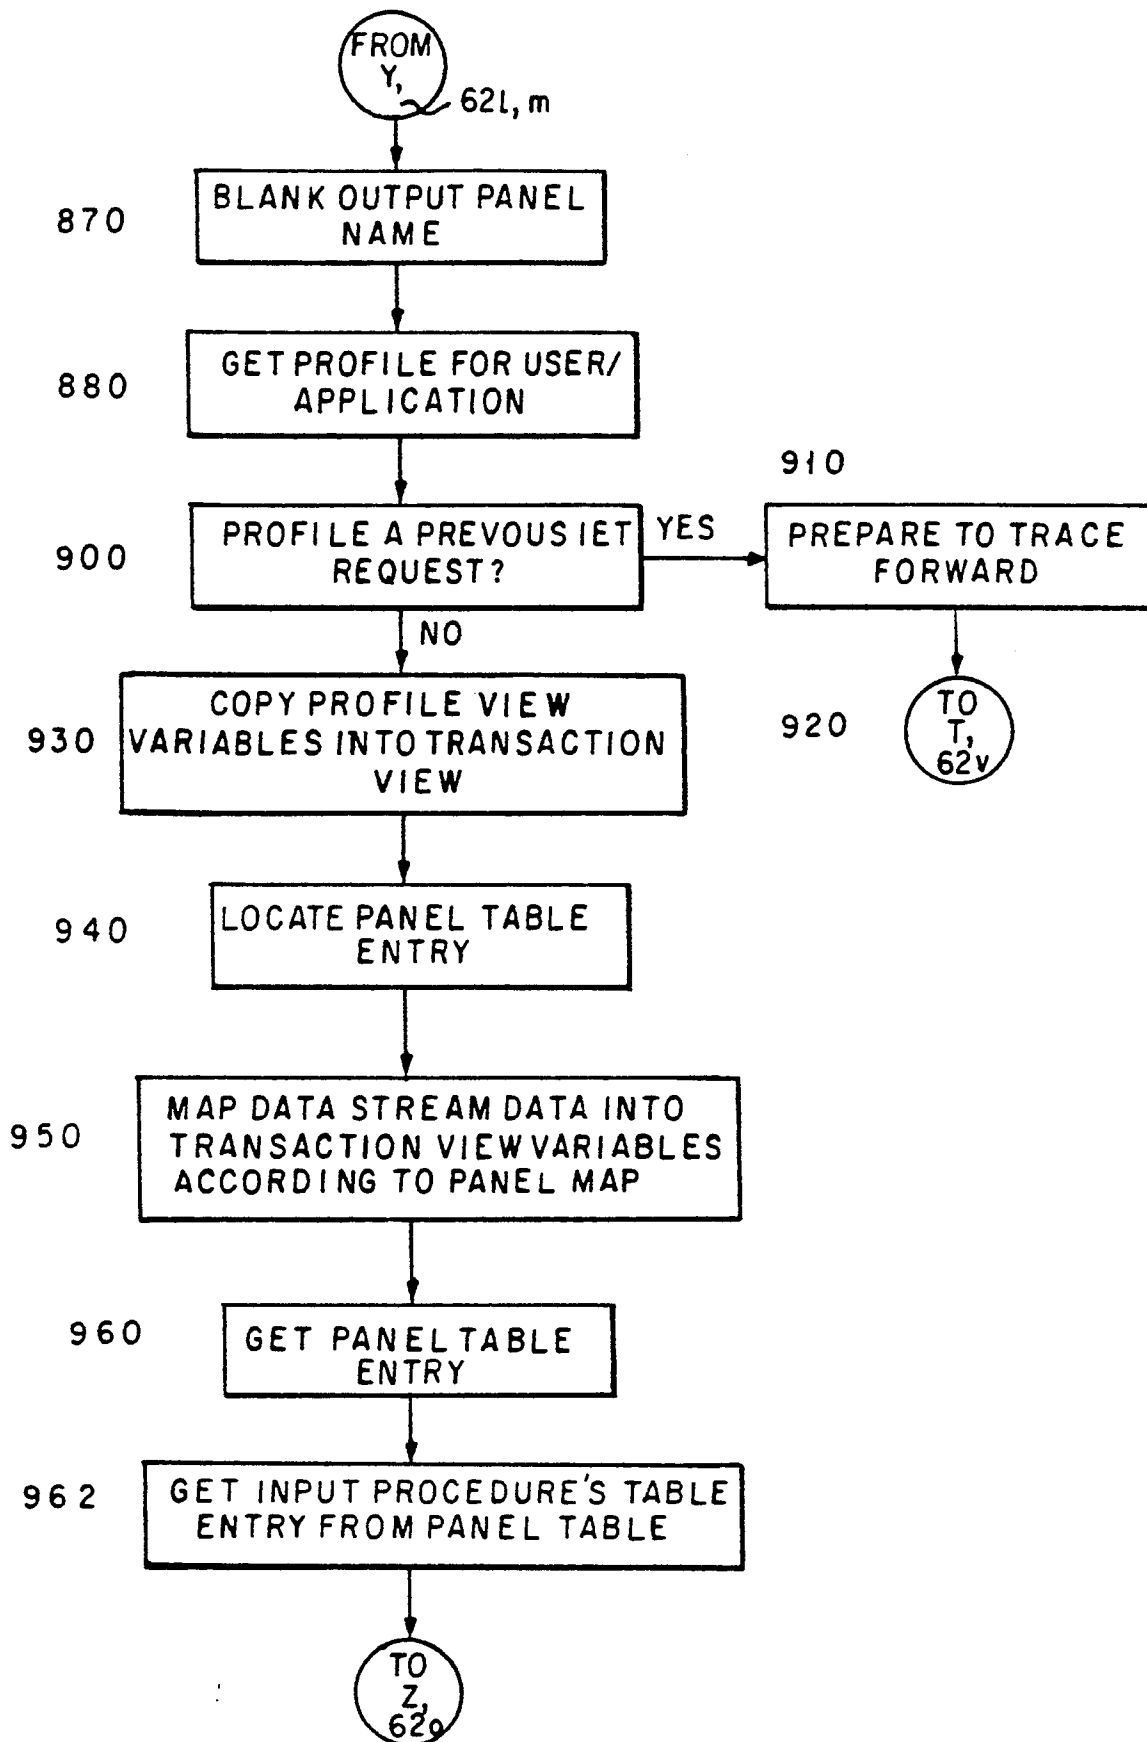 FROM
Y,
62l, m
870
BLANK OUTPUT PANEL
NAME
880
GET PROFILE FOR USER/
APPLICATION
900
PROFILE A PREVOUS IET
REQUEST?
YES
910
PREPARE TO TRACE
FORWARD
NO
920
TO
T,
62v
930
COPY PROFILE VIEW
VARIABLES INTO TRANSACTION
VIEW
940
LOCATE PANEL TABLE
ENTRY
950
MAP DATA STREAM DATA INTO
TRANSACTION VIEW VARIABLES
ACCORDING TO PANEL MAP
960
GET PANEL TABLE
ENTRY
962
GET INPUT PROCEDURE'S TABLE
ENTRY FROM PANEL TABLE
TO
Z,
62o